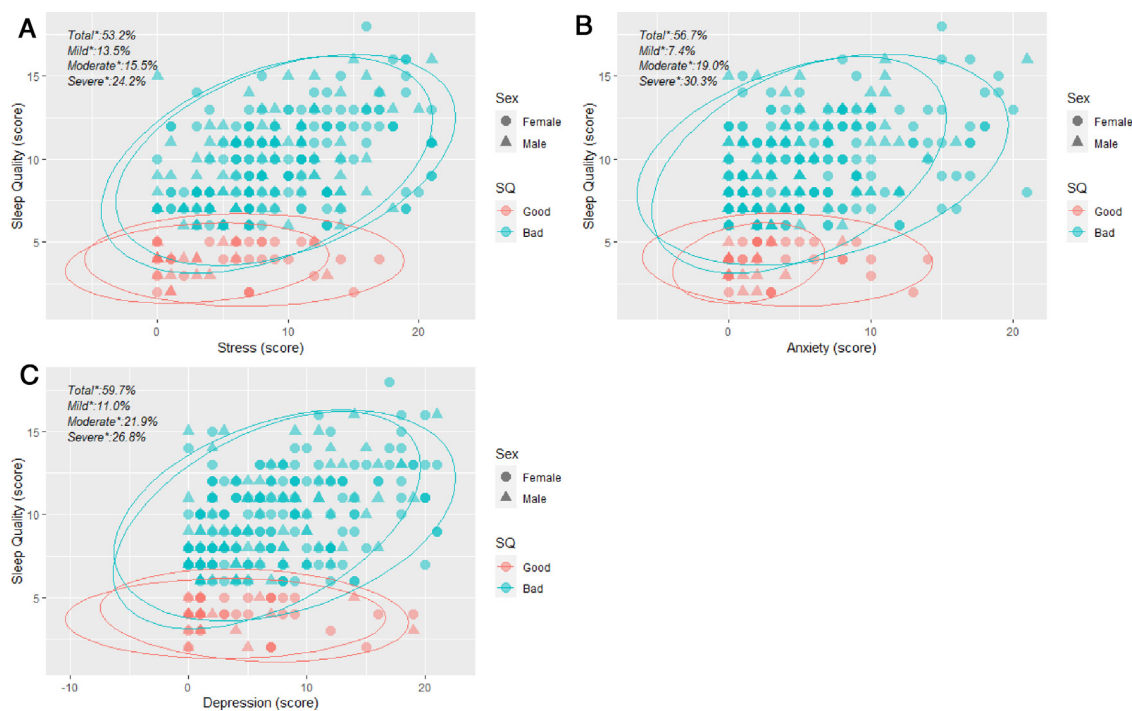 A
Total*:53.2%
Mild*:13.5%
Moderate*:15.5%
Severe*:24.2%
Sleep Quality (score)
15
10
5
0
10
20
Stress (score)
Sex
Female
Male
SQ
Good
Bad
B
Total*:56.7%
Mild*:7.4%
Moderate*:19.0%
Severe*:30.3%
Sleep Quality (score)
15
10
5
0
10
20
Anxiety (score)
Sex
Female
Male
SQ
Good
Bad
C
Total*:59.7%
Mild*:11.0%
Moderate*:21.9%
Severe*:26.8%
Sleep Quality (score)
15
10
5
-10
0
10
20
Depression (score)
Sex
Female
Male
SQ
Good
Bad